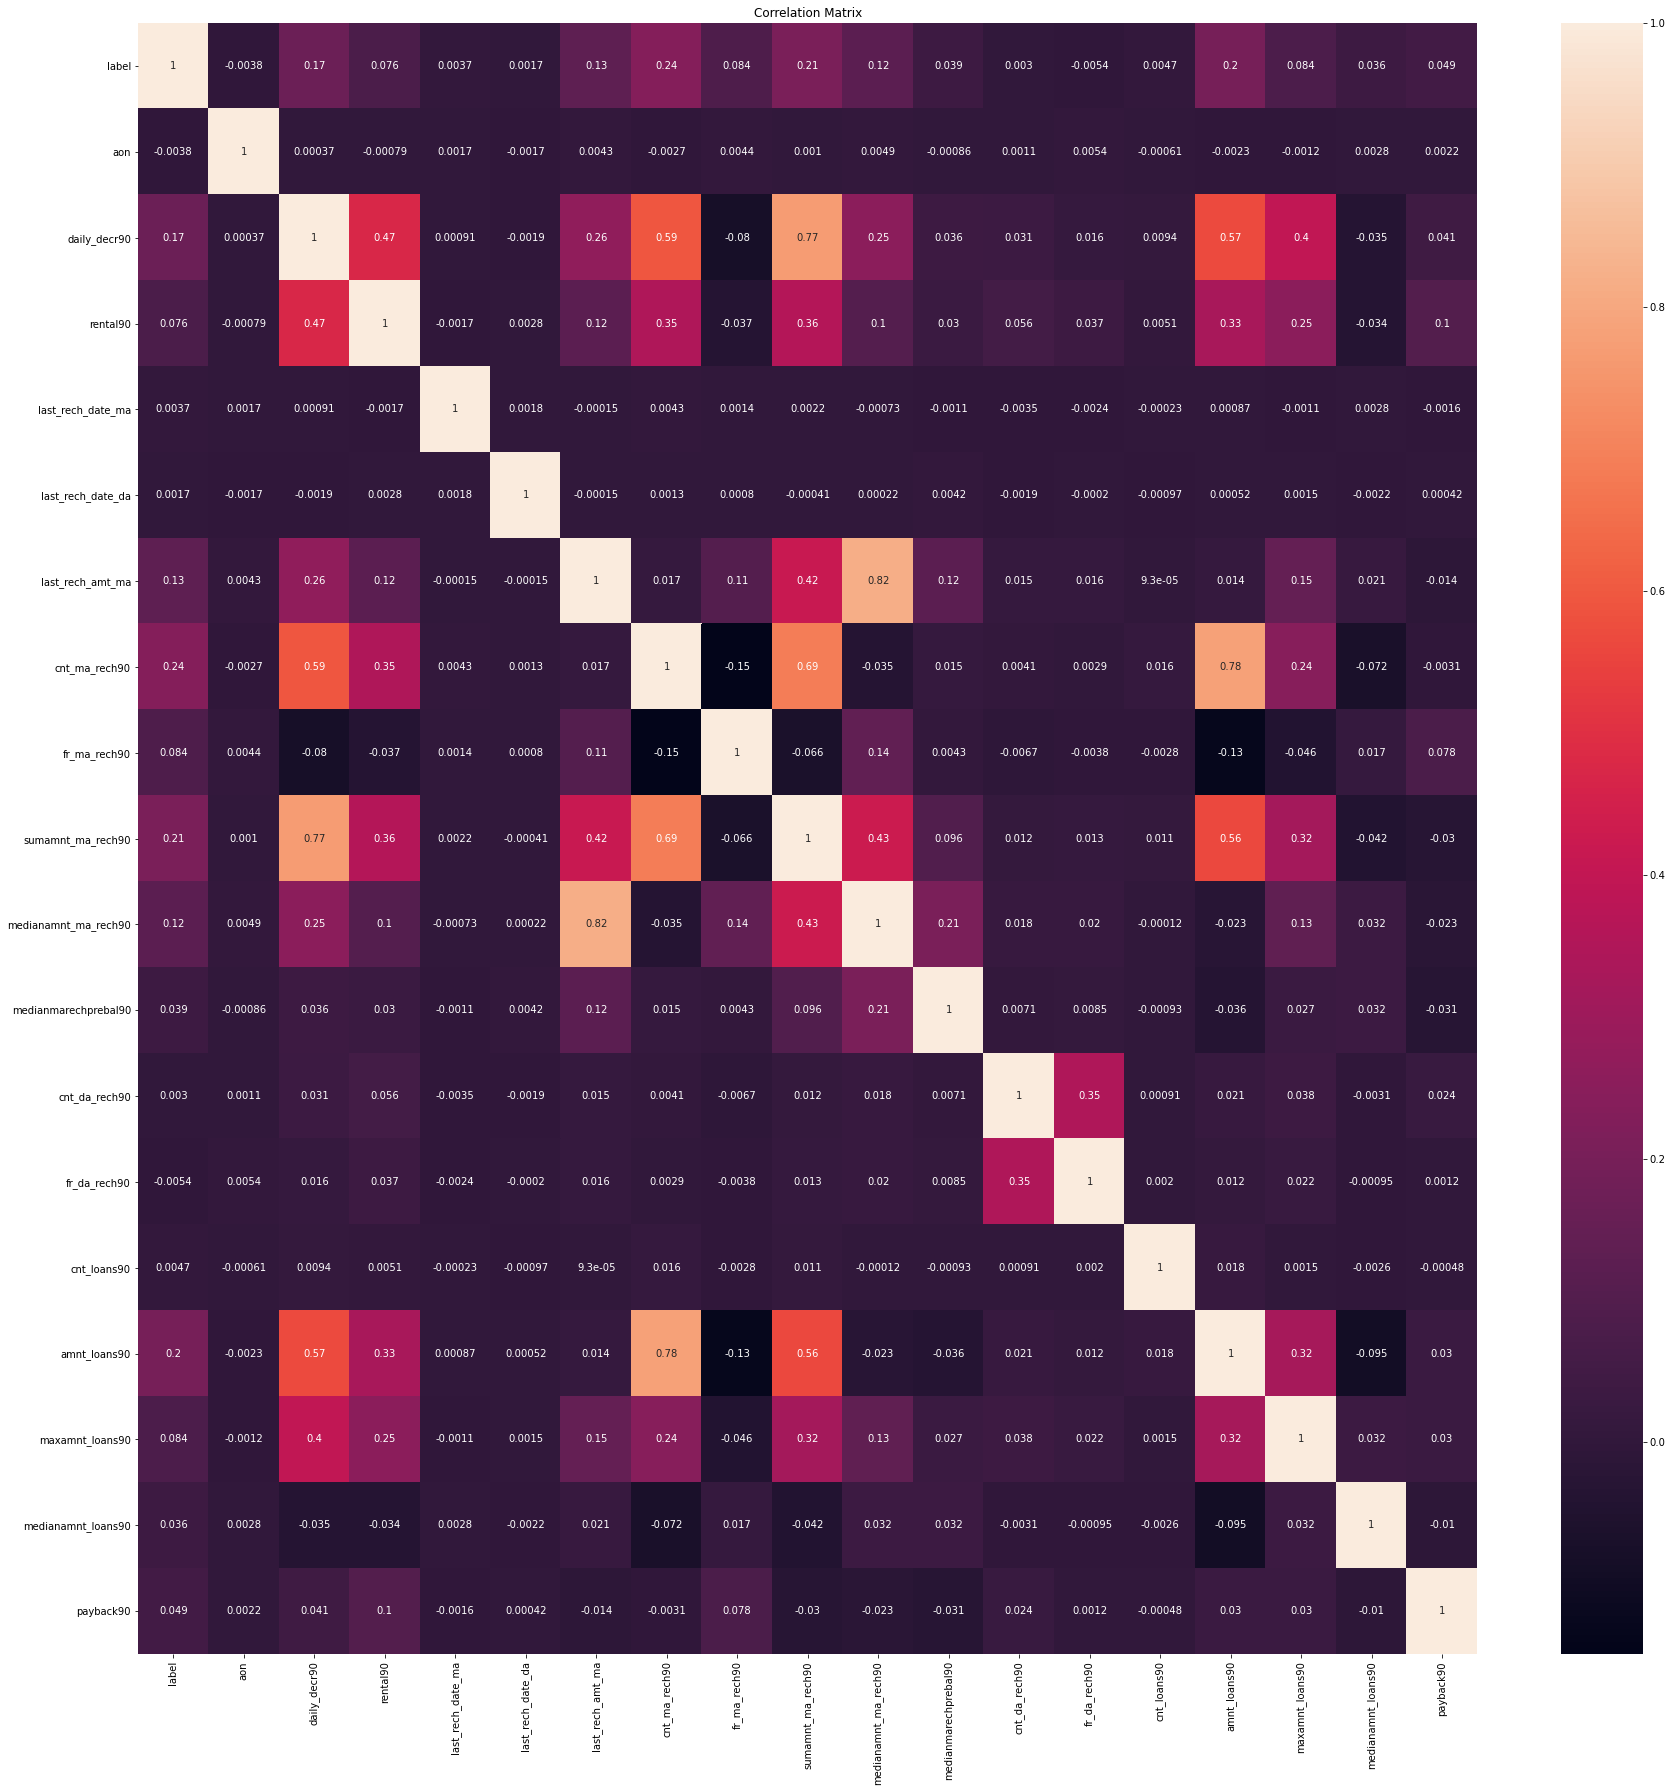 Correlation Matrix
label 1 -0.0038 0.17 0.076 0.0037 0.0017 0.13 0.24 0.084 0.21 0.12 0.039 0.003 -0.0054 0.0047 0.2 0.084 0.036 0.049
aon -0.0038 1 0.00037 -0.00079 0.0017 -0.0017 0.0043 -0.0027 0.0044 0.001 0.0049 -0.00086 0.0011 0.0054 -0.00061 -0.0023 -0.0012 0.0028 0.0022
daily_decr90 0.17 0.00037 1 0.47 0.00091 -0.0019 0.26 0.59 -0.08 0.77 0.25 0.036 0.031 0.016 0.0094 0.57 0.4 -0.035 0.041
rental90 0.076 -0.00079 0.47 1 -0.0017 0.0028 0.12 0.35 -0.037 0.36 0.1 0.03 0.056 0.037 0.0051 0.33 0.25 -0.034 0.1
last_rech_date_ma 0.0037 0.0017 0.00091 -0.0017 1 0.0018 -0.00015 0.0043 0.0014 0.0022 -0.00073 -0.0011 -0.0035 -0.0024 -0.00023 0.00087 -0.0011 0.0028 -0.0016
last_rech_date_da 0.0017 -0.0017 -0.0019 0.0028 0.0018 1 -0.00015 0.0013 0.0008 -0.00041 0.00022 0.0042 -0.0019 -0.0002 -0.00097 0.00052 0.0015 -0.0022 0.00042
last_rech_amt_ma 0.13 0.0043 0.26 0.12 -0.00015 -0.00015 1 0.017 0.11 0.42 0.82 0.12 0.015 0.016 9.3e-05 0.014 0.15 0.021 -0.014
cnt_ma_rech90 0.24 -0.0027 0.59 0.35 0.0043 0.0013 0.017 1 -0.15 0.69 -0.035 0.015 0.0041 0.0029 0.016 0.78 0.24 -0.072 -0.0031
fr_ma_rech90 0.084 0.0044 -0.08 -0.037 0.0014 0.0008 0.11 -0.15 1 -0.066 0.14 0.0043 -0.0067 -0.0038 -0.0028 -0.13 -0.046 0.017 0.078
sumamnt_ma_rech90 0.21 0.001 0.77 0.36 0.0022 -0.00041 0.42 0.69 -0.066 1 0.43 0.096 0.012 0.013 0.011 0.56 0.32 -0.042 -0.03
medianamnt_ma_rech90 0.12 0.0049 0.25 0.1 -0.00073 0.00022 0.82 -0.035 0.14 0.43 1 0.21 0.018 0.02 -0.00012 -0.023 0.13 0.032 -0.023
medianmarechprebal90 0.039 -0.00086 0.036 0.03 -0.0011 0.0042 0.12 0.015 0.0043 0.096 0.21 1 0.0071 0.0085 -0.00093 -0.036 0.027 0.032 -0.031
cnt_da_rech90 0.003 0.0011 0.031 0.056 -0.0035 -0.0019 0.015 0.0041 -0.0067 0.012 0.018 0.0071 1 0.35 0.00091 0.021 0.038 -0.0031 0.024
fr_da_rech90 -0.0054 0.0054 0.016 0.037 -0.0024 -0.0002 0.016 0.0029 -0.0038 0.013 0.02 0.0085 0.35 1 0.002 0.012 0.022 -0.00095 0.0012
cnt_loans90 0.0047 -0.00061 0.0094 0.0051 -0.00023 -0.00097 9.3e-05 0.016 -0.0028 0.011 -0.00012 -0.00093 0.00091 0.002 1 0.018 0.0015 -0.0026 -0.00048
amnt_loans90 0.2 -0.0023 0.57 0.33 0.00087 0.00052 0.014 0.78 -0.13 0.56 -0.023 -0.036 0.021 0.012 0.018 1 0.32 -0.095 0.03
maxamnt_loans90 0.084 -0.0012 0.4 0.25 -0.0011 0.0015 0.15 0.24 -0.046 0.32 0.13 0.027 0.038 0.022 0.0015 0.32 1 0.032 0.03
medianamnt_loans90 0.036 0.0028 -0.035 -0.034 0.0028 -0.0022 0.021 -0.072 0.017 -0.042 0.032 0.032 -0.0031 -0.00095 -0.0026 -0.095 0.032 1 -0.01
payback90 0.049 0.0022 0.041 0.1 -0.0016 0.00042 -0.014 -0.0031 0.078 -0.03 -0.023 -0.031 0.024 0.0012 -0.00048 0.03 0.03 -0.01 1
label
aon
daily_decr90
rental90
last_rech_date_ma
last_rech_date_da
last_rech_amt_ma
cnt_ma_rech90
fr_ma_rech90
sumamnt_ma_rech90
medianamnt_ma_rech90
medianmarechprebal90
cnt_da_rech90
fr_da_rech90
cnt_loans90
amnt_loans90
maxamnt_loans90
medianamnt_loans90
payback90
1.0
0.8
0.6
0.4
0.2
0.0